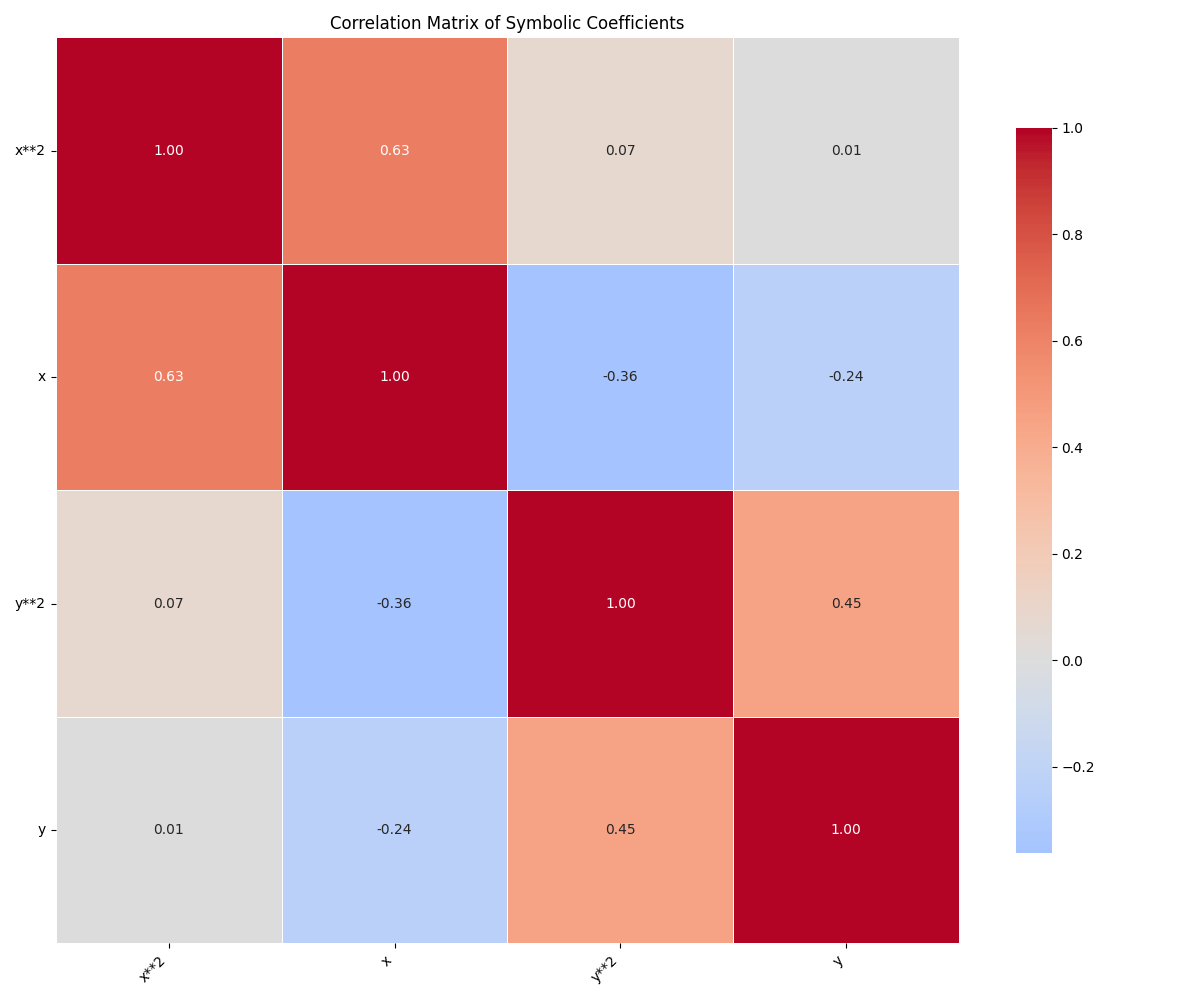 Correlation Matrix of Symbolic Coefficients
x**2 1.00 0.63 0.07 0.01
x 0.63 1.00 -0.36 -0.24
y**2 0.07 -0.36 1.00 0.45
y 0.01 -0.24 0.45 1.00
x**2 x y**2 y
1.0
0.8
0.6
0.4
0.2
0.0
−0.2